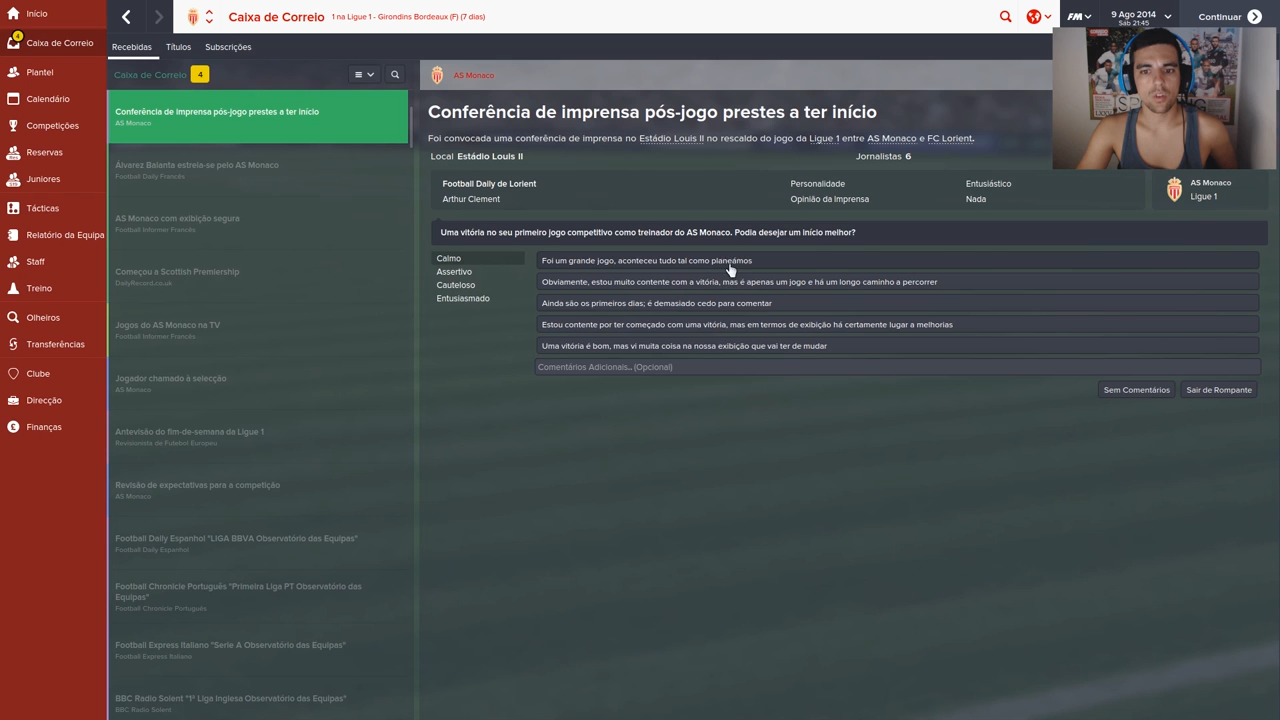 Início
Caixa de Correio
4
Plantel
Calendário
Competições
Reservas
Juniores
Tácticas
Relatório da Equipa
Staff
Treino
Olheiros
Transferências
Clube
Direcção
Finanças
Caixa de Correio
1 na Ligue 1 - Girondins Bordeaux (F) (7 dias)
FM
9 Ago 2014
Sáb 21:45
Continuar
Recebidas
Títulos
Subscrições
Caixa de Correio
4
Conferência de imprensa pós-jogo prestes a ter início
AS Monaco
Álvarez Balanta estreia-se pelo AS Monaco
Football Daily Francês
AS Monaco com exibição segura
Football Informer Francês
Começou a Scottish Premiership
DailyRecord.co.uk
Jogos do AS Monaco na TV
Football Informer Francês
Jogador chamado à selecção
AS Monaco
Antevisão do fim-de-semana da Ligue 1
Revisionista de Futebol Europeu
Revisão de expectativas para a competição
AS Monaco
Football Daily Espanhol "LIGA BBVA Observatório das Equipas"
Football Daily Espanhol
Football Chronicle Português "Primeira Liga PT Observatório das
Equipas"
Football Chronicle Português
Football Express Italiano "Serie A Observatório das Equipas"
Football Express Italiano
BBC Radio Solent "1ª Liga Inglesa Observatório das Equipas"
BBC Radio Solent
AS Monaco
Conferência de imprensa pós-jogo prestes a ter início
Foi convocada uma conferência de imprensa no Estádio Louis II no rescaldo do jogo da Ligue 1 entre AS Monaco e FC Lorient.
Local Estádio Louis II
Jornalistas 6
Football Daily de Lorient
Arthur Clement
Personalidade
Entusiástico
Opinião da Imprensa
Nada
AS Monaco
Ligue 1
Uma vitória no seu primeiro jogo competitivo como treinador do AS Monaco. Podia desejar um início melhor?
Calmo
Assertivo
Cauteloso
Entusiasmado
Foi um grande jogo, aconteceu tudo tal como planeámos
Obviamente, estou muito contente com a vitória, mas é apenas um jogo e há um longo caminho a percorrer
Ainda são os primeiros dias; é demasiado cedo para comentar
Estou contente por ter começado com uma vitória, mas em termos de exibição há certamente lugar a melhorias
Uma vitória é bom, mas vi muita coisa na nossa exibição que vai ter de mudar
Comentários Adicionais... (Opcional)
Sem Comentários
Sair de Rompante